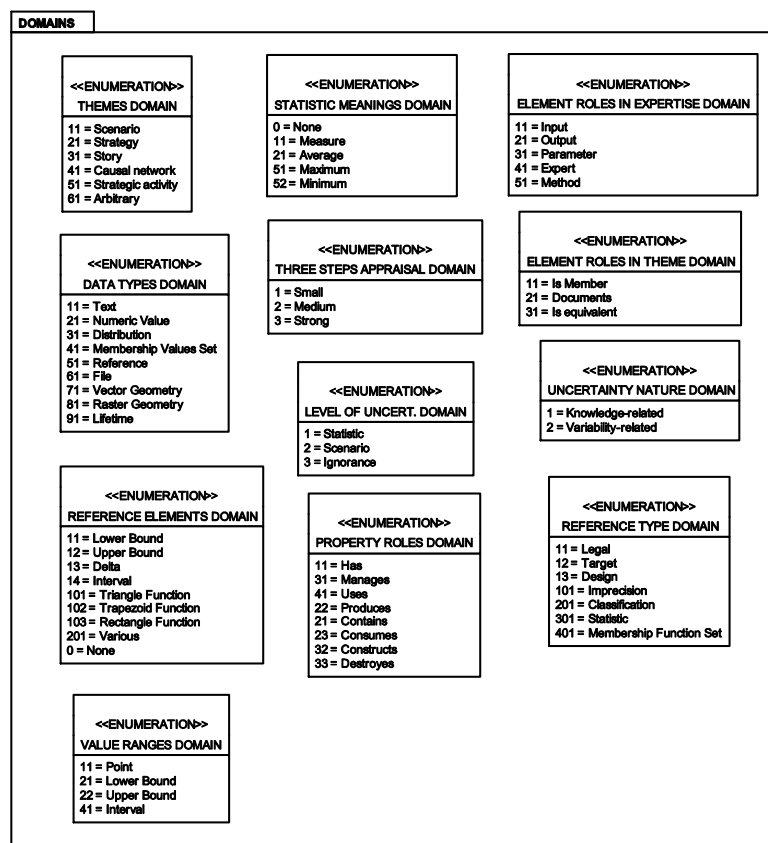 DOMAINS
<<ENUMERATION>>
THEMES DOMAIN
11 = Scenario
21 = Strategy
31 = Story
41 = Causal network
51 = Strategic activity
61 = Arbitrary
<<ENUMERATION>>
STATISTIC MEANINGS DOMAIN
0 = None
11 = Measure
21 = Average
51 = Maximum
52 = Minimum
<<ENUMERATION>>
ELEMENT ROLES IN EXPERTISE DOMAIN
11 = Input
21 = Output
31 = Parameter
41 = Expert
51 = Method
<<ENUMERATION>>
DATA TYPES DOMAIN
11 = Text
21 = Numeric Value
31 = Distribution
41 = Membership Values Set
51 = Reference
61 = File
71 = Vector Geometry
81 = Raster Geometry
91 = Lifetime
<<ENUMERATION>>
THREE STEPS APPRAISAL DOMAIN
1 = Small
2 = Medium
3 = Strong
<<ENUMERATION>>
ELEMENT ROLES IN THEME DOMAIN
11 = Is Member
21 = Documents
31 = Is equivalent
<<ENUMERATION>>
LEVEL OF UNCERT. DOMAIN
1 = Statistic
2 = Scenario
3 = Ignorance
<<ENUMERATION>>
UNCERTAINTY NATURE DOMAIN
1 = Knowledge-related
2 = Variability-related
<<ENUMERATION>>
REFERENCE ELEMENTS DOMAIN
11 = Lower Bound
12 = Upper Bound
13 = Delta
14 = Interval
101 = Triangle Function
102 = Trapezoid Function
103 = Rectangle Function
201 = Various
0 = None
<<ENUMERATION>>
PROPERTY ROLES DOMAIN
11 = Has
31 = Manages
41 = Uses
22 = Produces
21 = Contains
23 = Consumes
32 = Constructs
33 = Destroyes
<<ENUMERATION>>
REFERENCE TYPE DOMAIN
11 = Legal
12 = Target
13 = Design
101 = Imprecision
201 = Classification
301 = Statistic
401 = Membership Function Set
<<ENUMERATION>>
VALUE RANGES DOMAIN
11 = Point
21 = Lower Bound
22 = Upper Bound
41 = Interval